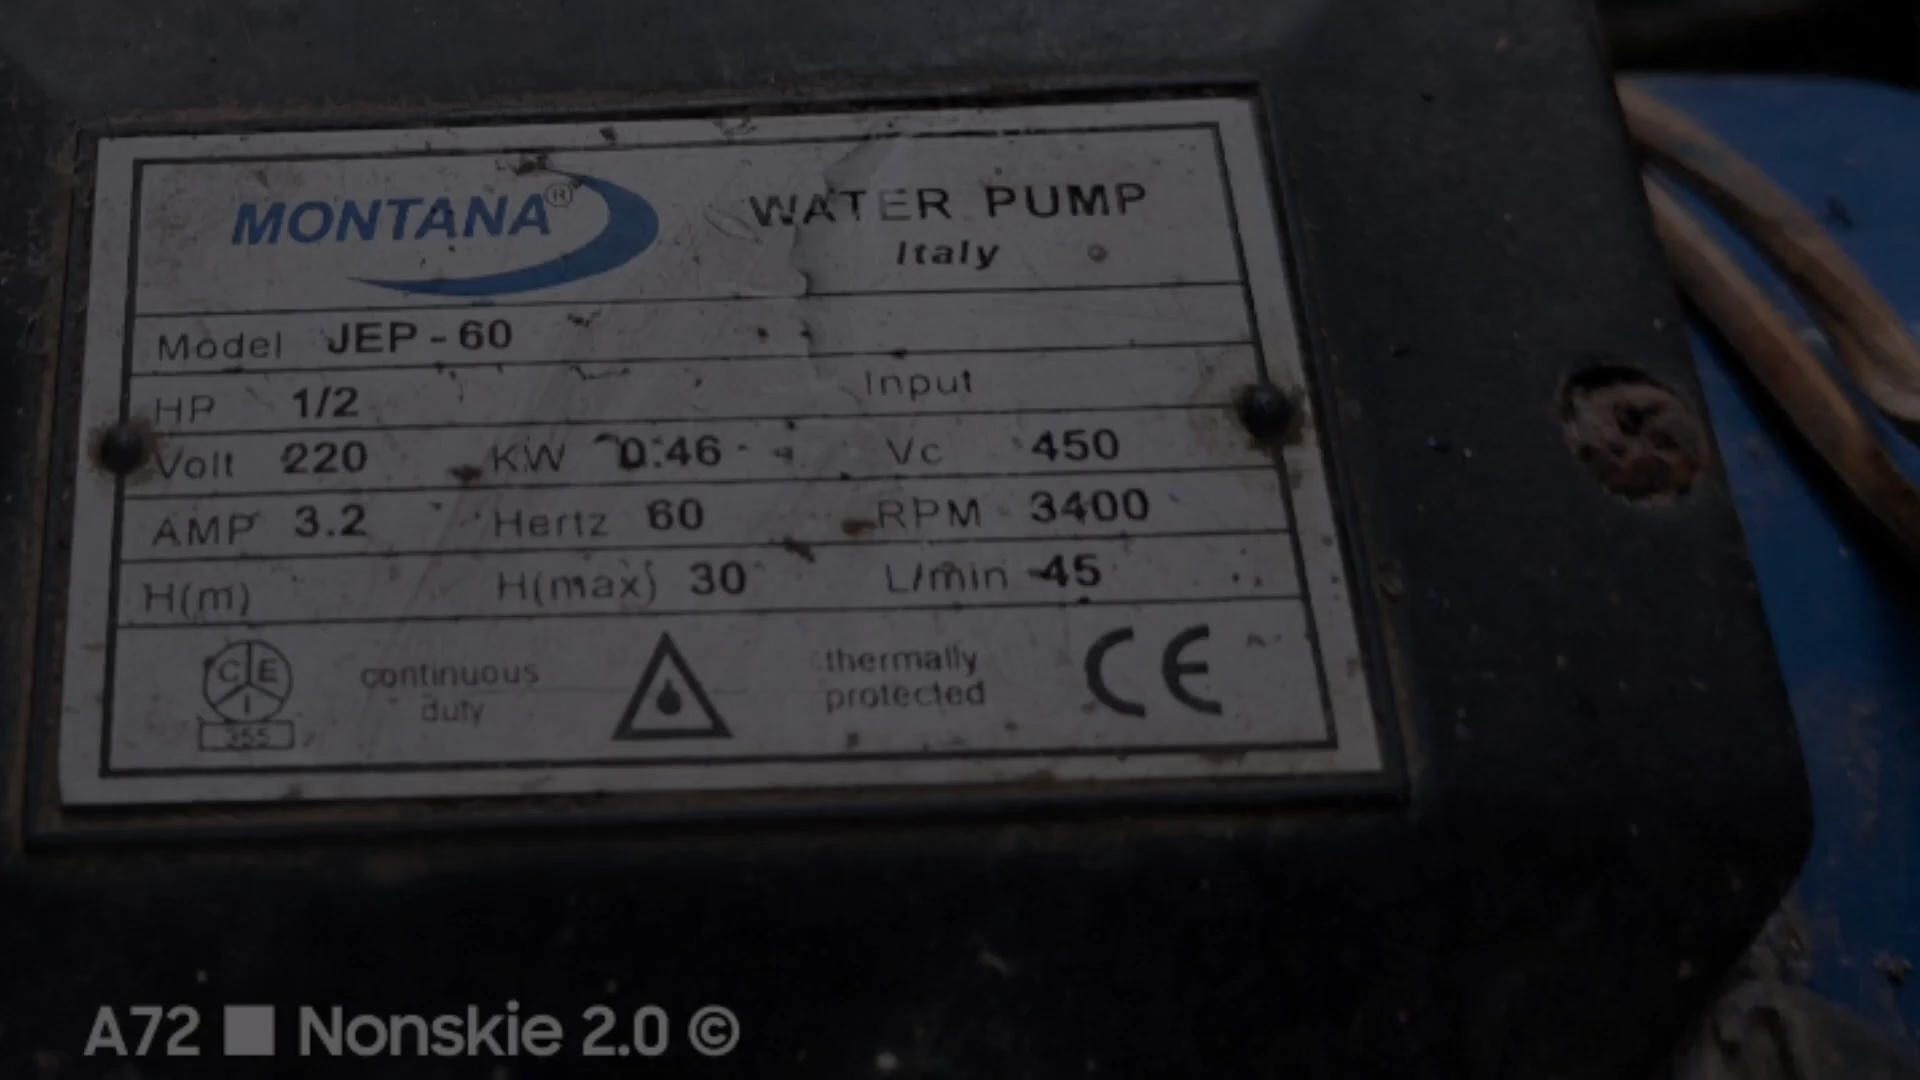 MONTANA®
WATER PUMP
Italy
Model JEP-60
HP 1/2 Input
Volt 220 KW 0.46 Vc 450
AMP 3.2 Hertz 60 RPM 3400
H(m) H(max) 30 L/min 45
C E I
355
continuous
duty
thermally
protected
CE
A72 ■ Nonskie 2.0 ©